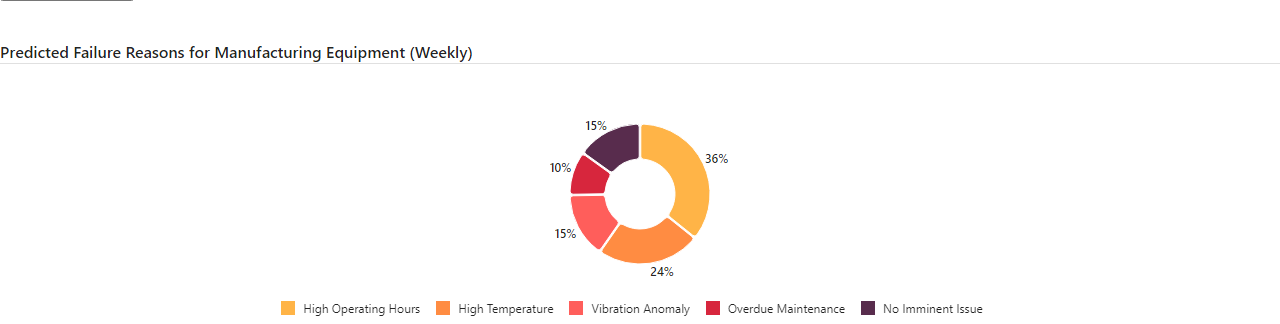 Predicted Failure Reasons for Manufacturing Equipment (Weekly)
15%
36%
10%
15%
24%
High Operating Hours High Temperature Vibration Anomaly Overdue Maintenance No Imminent Issue